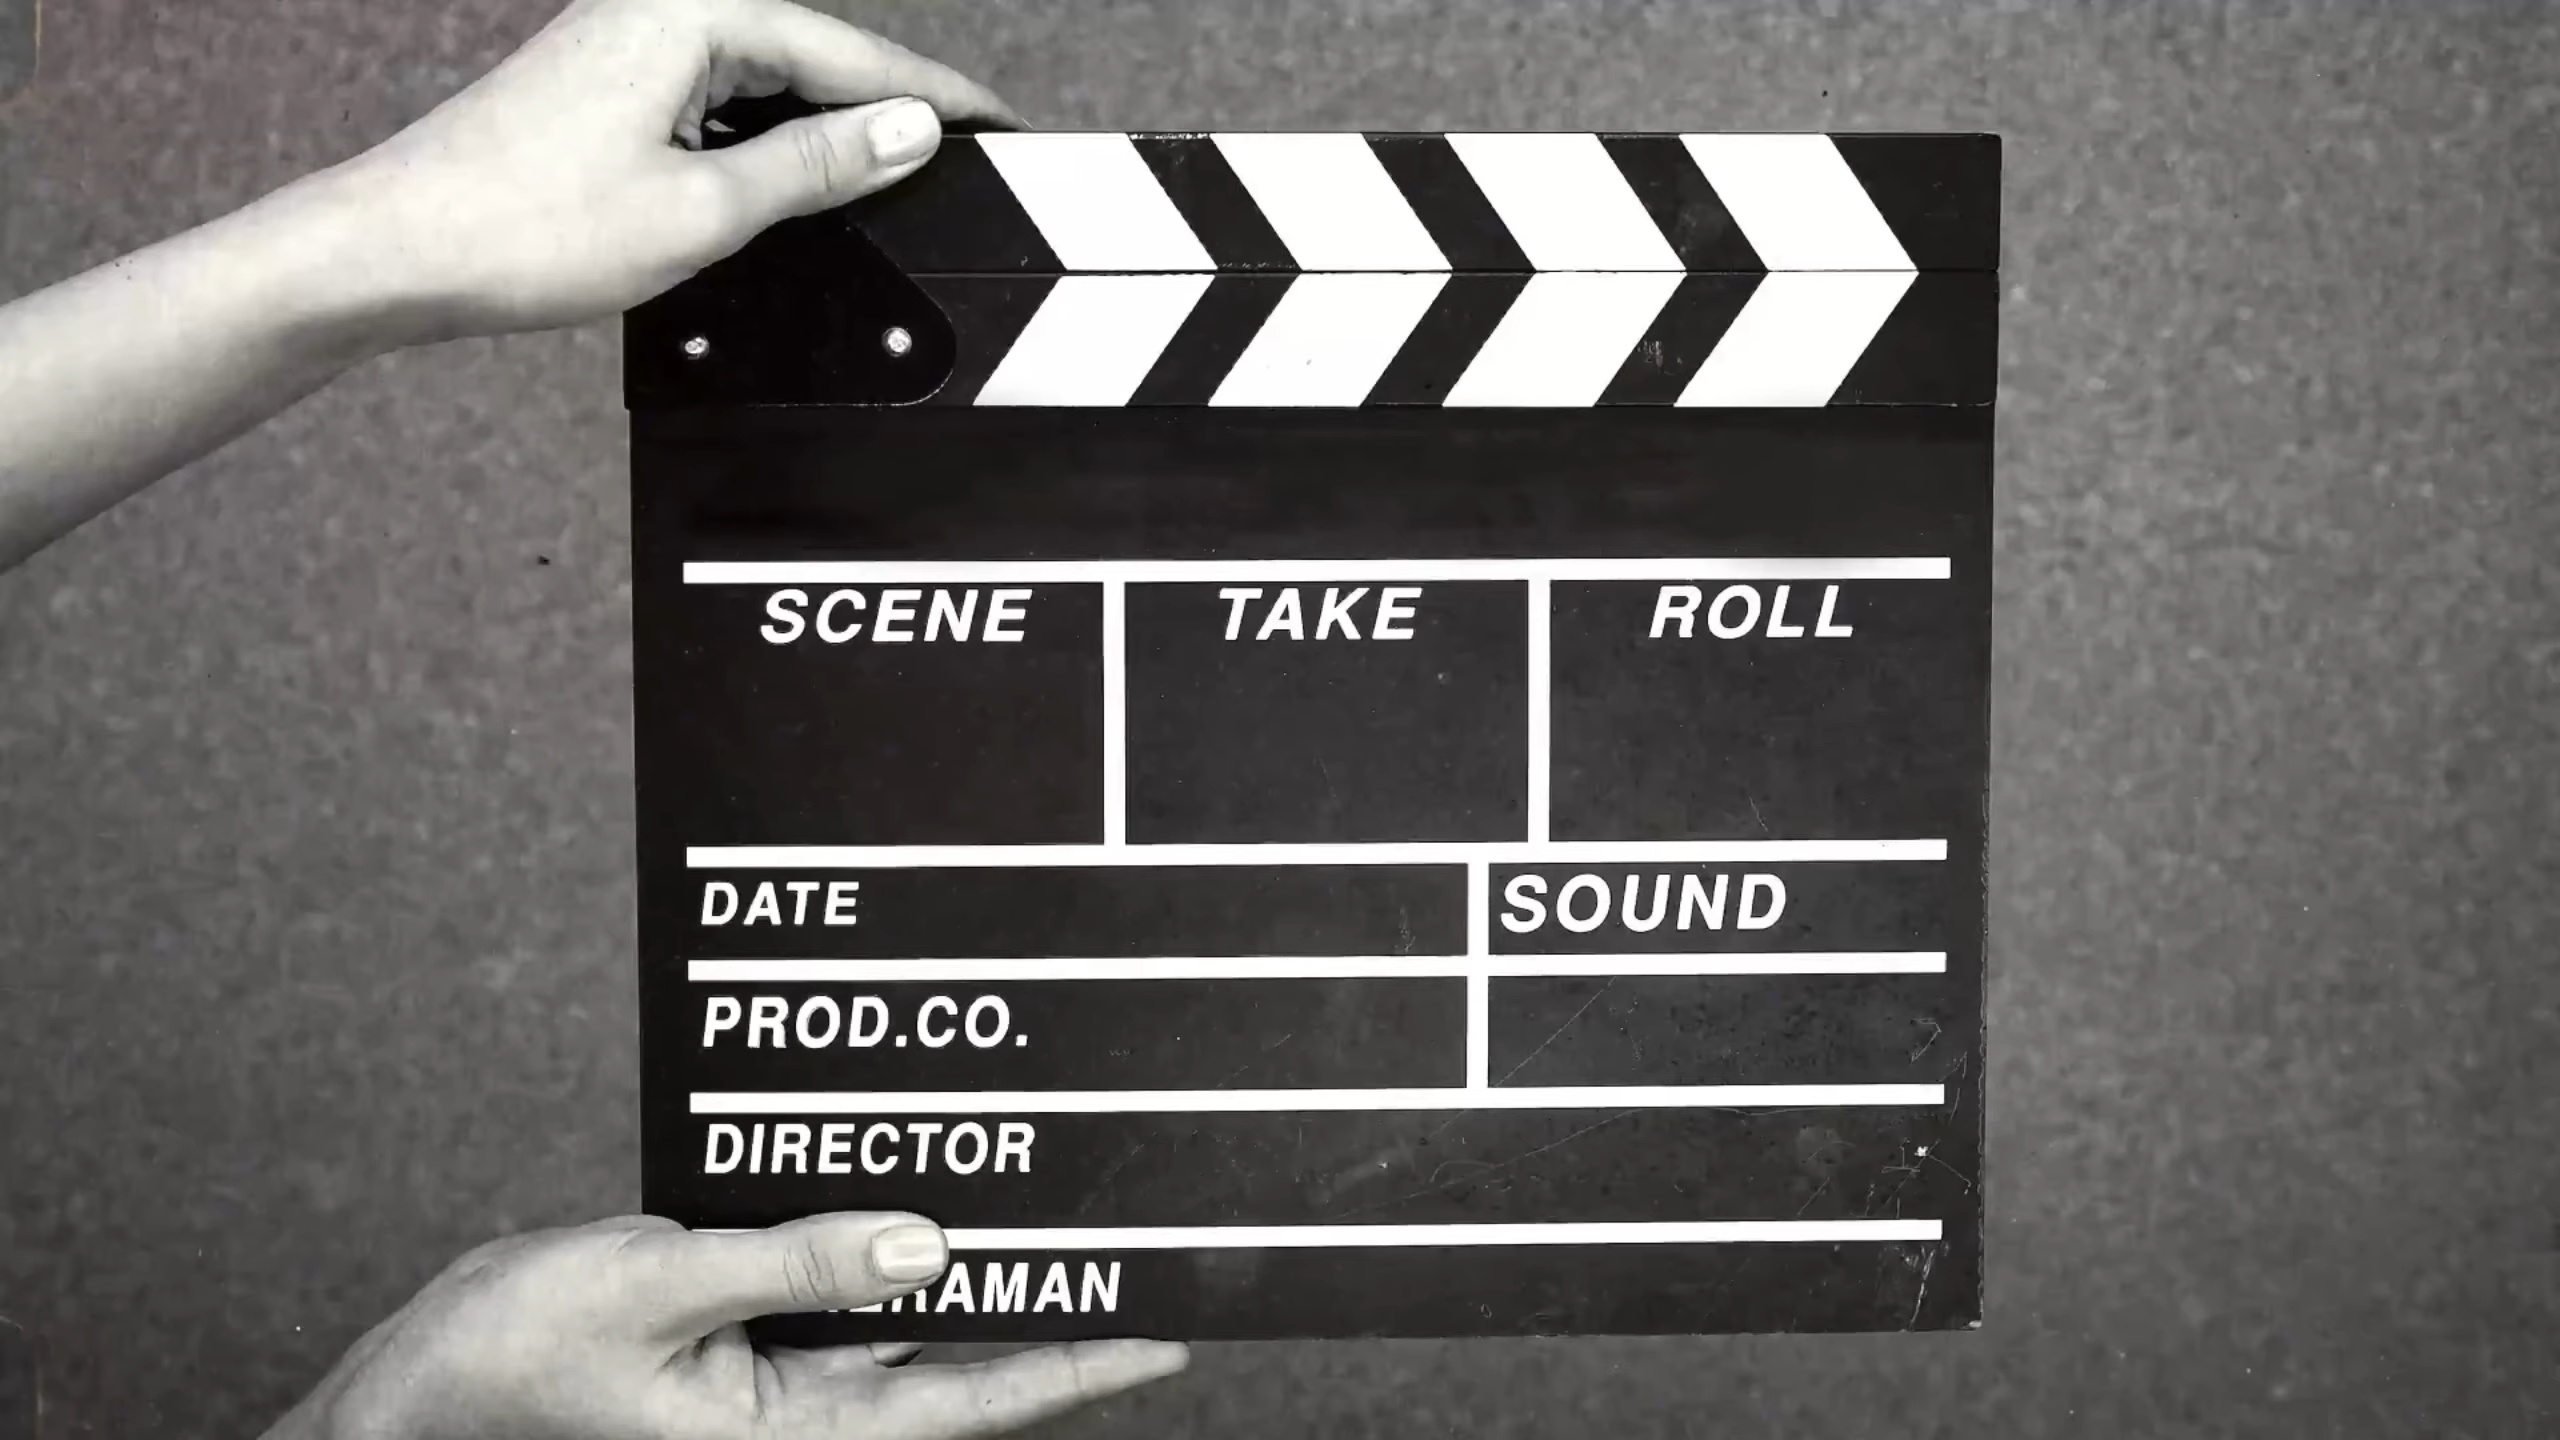 SCENE TAKE ROLL
DATE SOUND
PROD.CO.
DIRECTOR